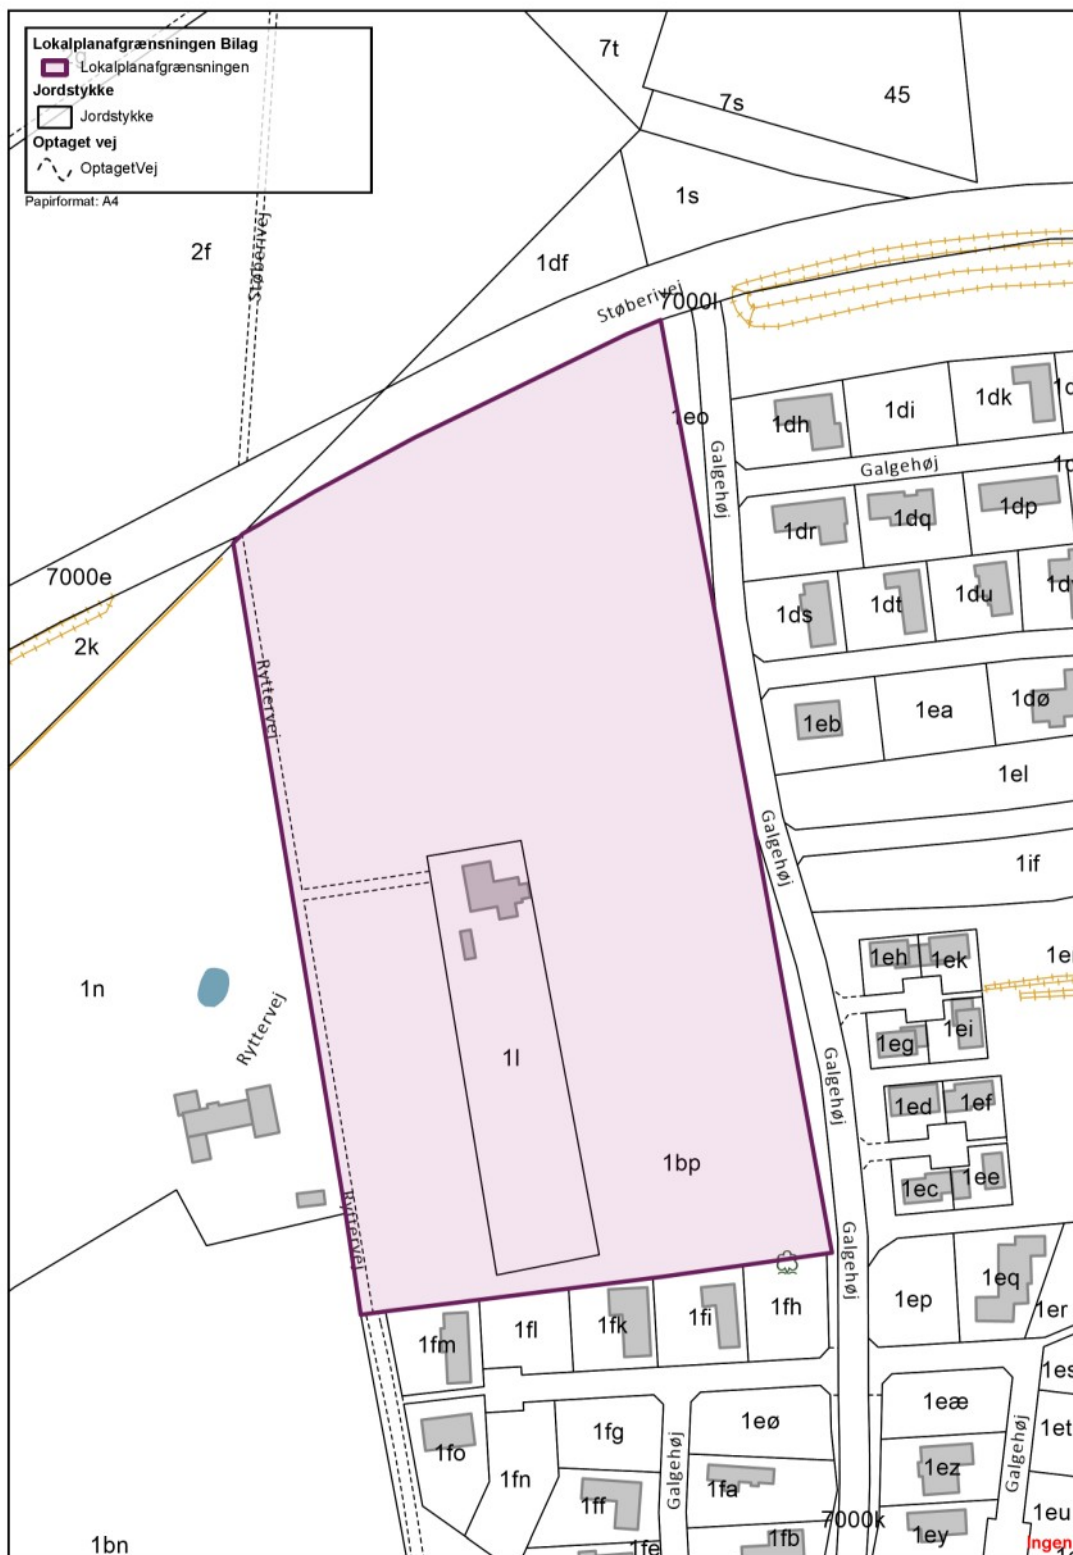 Lokalplanafgrænsningen Bilag
Lokalplanafgrænsningen
Jordstykke
Jordstykke
Optaget vej
OptagetVej
Papirformat: A4
7t
7s
45
1s
2f
Støberivej
1df
Støberivej
7000l
1eo
1dh
1di
1dk
Galgehøj
Galgehøj
1dr
1dq
1dp
7000e
2k
1ds
1dt
1du
Ryttervej
1eb
1ea
1dø
1el
Galgehøj
1if
1n
Ryttervej
1l
1eh
1ek
1eg
1ei
Galgehøj
1ed
1ef
1bp
1ec
1ee
Ryttervej
Galgehøj
1ep
1eq
1er
1fm
1fl
1fk
1fi
1fh
1es
1fo
1fn
1fg
1eø
1eæ
1et
Galgehøj
Galgehøj
1ff
1fa
1ez
1eu
7000k
1ey
1bn
1fe
1fb
Ingen